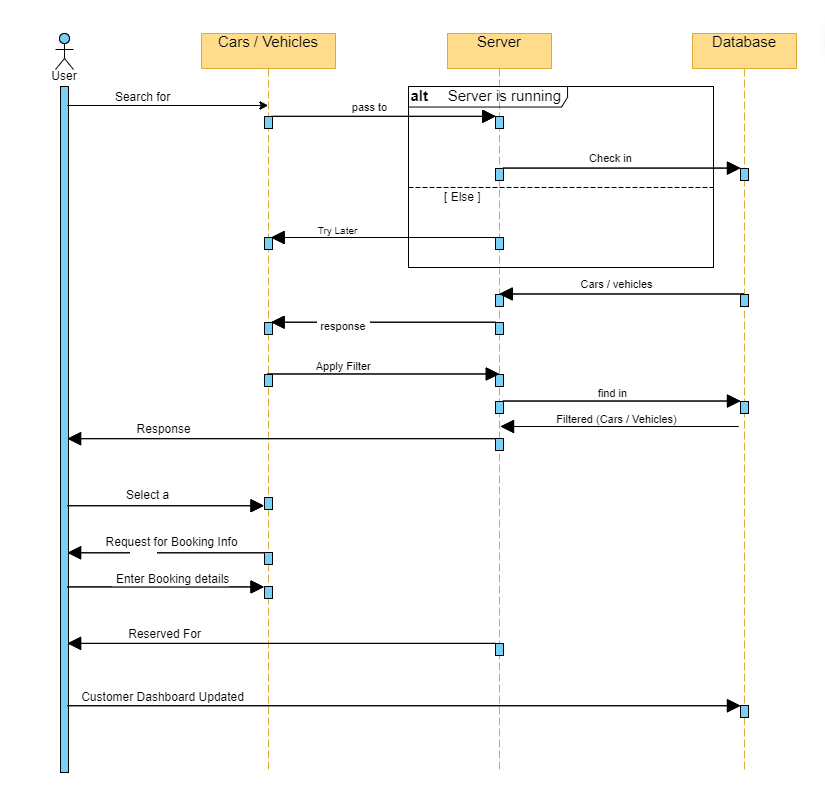 Cars / Vehicles
Server
Database
User
Search for
alt Server is running
pass to
Check in
[ Else ]
Try Later
Cars / vehicles
response
Apply Filter
find in
Filtered (Cars / Vehicles)
Response
Select a
Request for Booking Info
Enter Booking details
Reserved For
Customer Dashboard Updated